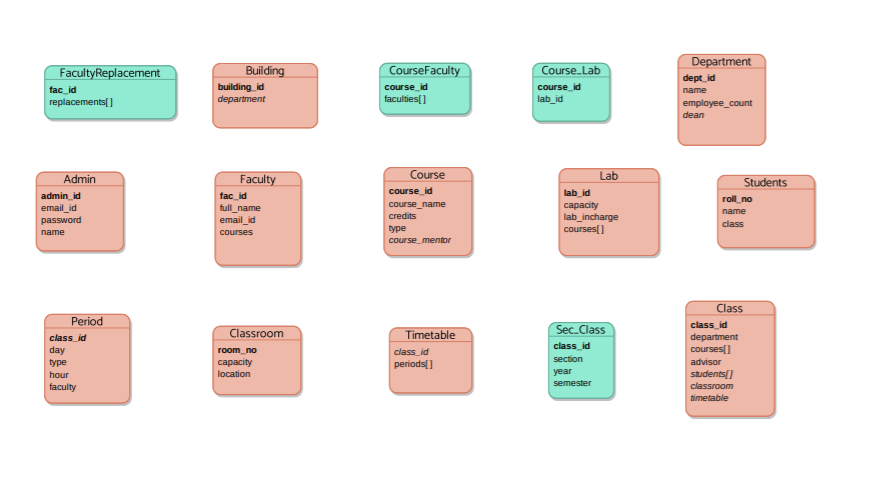 FacultyReplacement
fac_id
replacements[ ]
Building
building_id
department
CourseFaculty
course_id
faculties[ ]
Course_Lab
course_id
lab_id
Department
dept_id
name
employee_count
dean
Admin
admin_id
email_id
password
name
Faculty
fac_id
full_name
email_id
courses
Course
course_id
course_name
credits
type
course_mentor
Lab
lab_id
capacity
lab_incharge
courses[ ]
Students
roll_no
name
class
Period
class_id
day
type
hour
faculty
Classroom
room_no
capacity
location
Timetable
class_id
periods[ ]
Sec_Class
class_id
section
year
semester
Class
class_id
department
courses[ ]
advisor
students[ ]
classroom
timetable